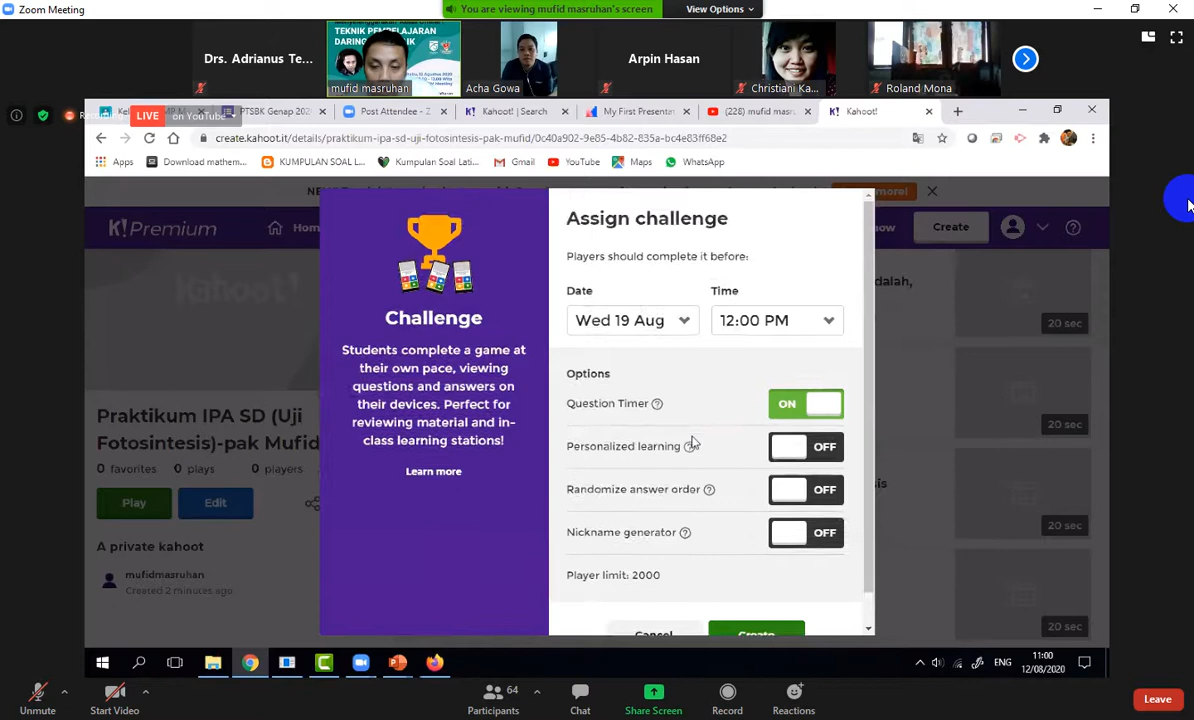 Zoom Meeting
You are viewing mufid masruhan's screen
View Options
Drs. Adrianus Te...
TEKNIK PEMBELAJARAN
mufid masruhan
Acha Gowa
Arpin Hasan
Christiani Ka...
Roland Mona
LIVE on YouTube
PTSBK Genap 202
Post Attendee - Z
Kahoot! | Search
My First Presentat
(228) mufid masru
Kahoot!
create.kahoot.it/details/praktikum-ipa-sd-uji-fotosintesis-pak-mufid/0c40a902-9e85-4b82-835a-bc4e83ff68e2
Apps
Download mathem...
KUMPULAN SOAL L...
Kumpulan Soal Lati...
Gmail
YouTube
Maps
WhatsApp
K! Premium
Create
Praktikum IPA SD (Uji
Fotosintesis)-pak Mufid
0 favorites 0 plays 0 players
Play
Edit
A private kahoot
mufidmasruhan
Created 2 minutes ago
Challenge
Students complete a game at
their own pace, viewing
questions and answers on
their devices. Perfect for
reviewing material and in-
class learning stations!
Learn more
Assign challenge
Players should complete it before:
Date
Time
Wed 19 Aug
12:00 PM
Options
Question Timer
ON
Personalized learning
OFF
Randomize answer order
OFF
Nickname generator
OFF
Player limit: 2000
Cancel
Create
20 sec
20 sec
20 sec
20 sec
ENG
11:00
12/08/2020
Unmute
Start Video
64
Participants
Chat
Share Screen
Record
Reactions
Leave